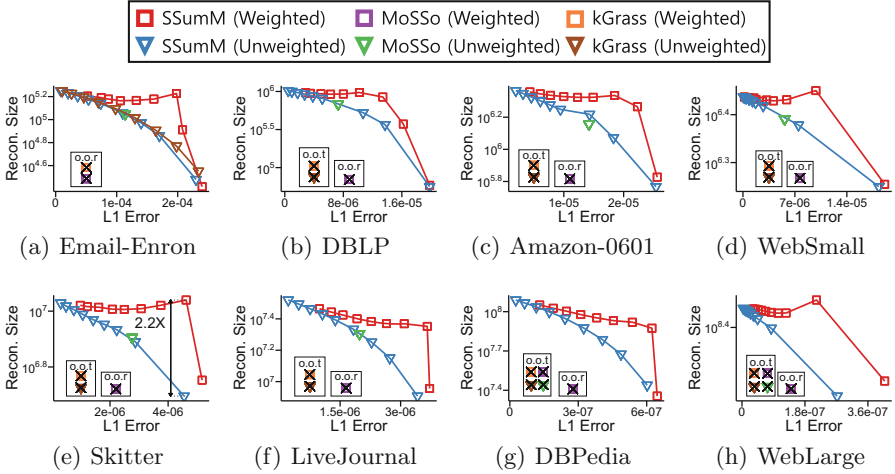 SSumM (Weighted) MoSSo (Weighted) kGrass (Weighted)
SSumM (Unweighted) MoSSo (Unweighted) kGrass (Unweighted)
Recon. Size
10^5.2
10^5
10^4.8
10^4.6
o.o.r
0 1e-04 2e-04
L1 Error
(a) Email-Enron
Recon. Size
10^6
10^5.5
10^5
o.o.t
o.o.r
0 8e-06 1.6e-05
L1 Error
(b) DBLP
Recon. Size
10^6.2
10^6
10^5.8
o.o.t
o.o.r
1e-05 2e-05
L1 Error
(c) Amazon-0601
Recon. Size
10^6.4
10^6.3
o.o.t
o.o.r
0 7e-06 1.4e-05
L1 Error
(d) WebSmall
Recon. Size
10^7
10^6.8
2.2X
o.o.t
o.o.r
2e-06 4e-06
L1 Error
(e) Skitter
Recon. Size
10^7.4
10^7.2
10^7
o.o.t
o.o.r
1.5e-06 3e-06
L1 Error
(f) LiveJournal
Recon. Size
10^8
10^7.7
10^7.4
o.o.t
o.o.r
0 3e-07 6e-07
L1 Error
(g) DBPedia
Recon. Size
10^8.4
o.o.t
o.o.r
0 1.8e-07 3.6e-07
L1 Error
(h) WebLarge